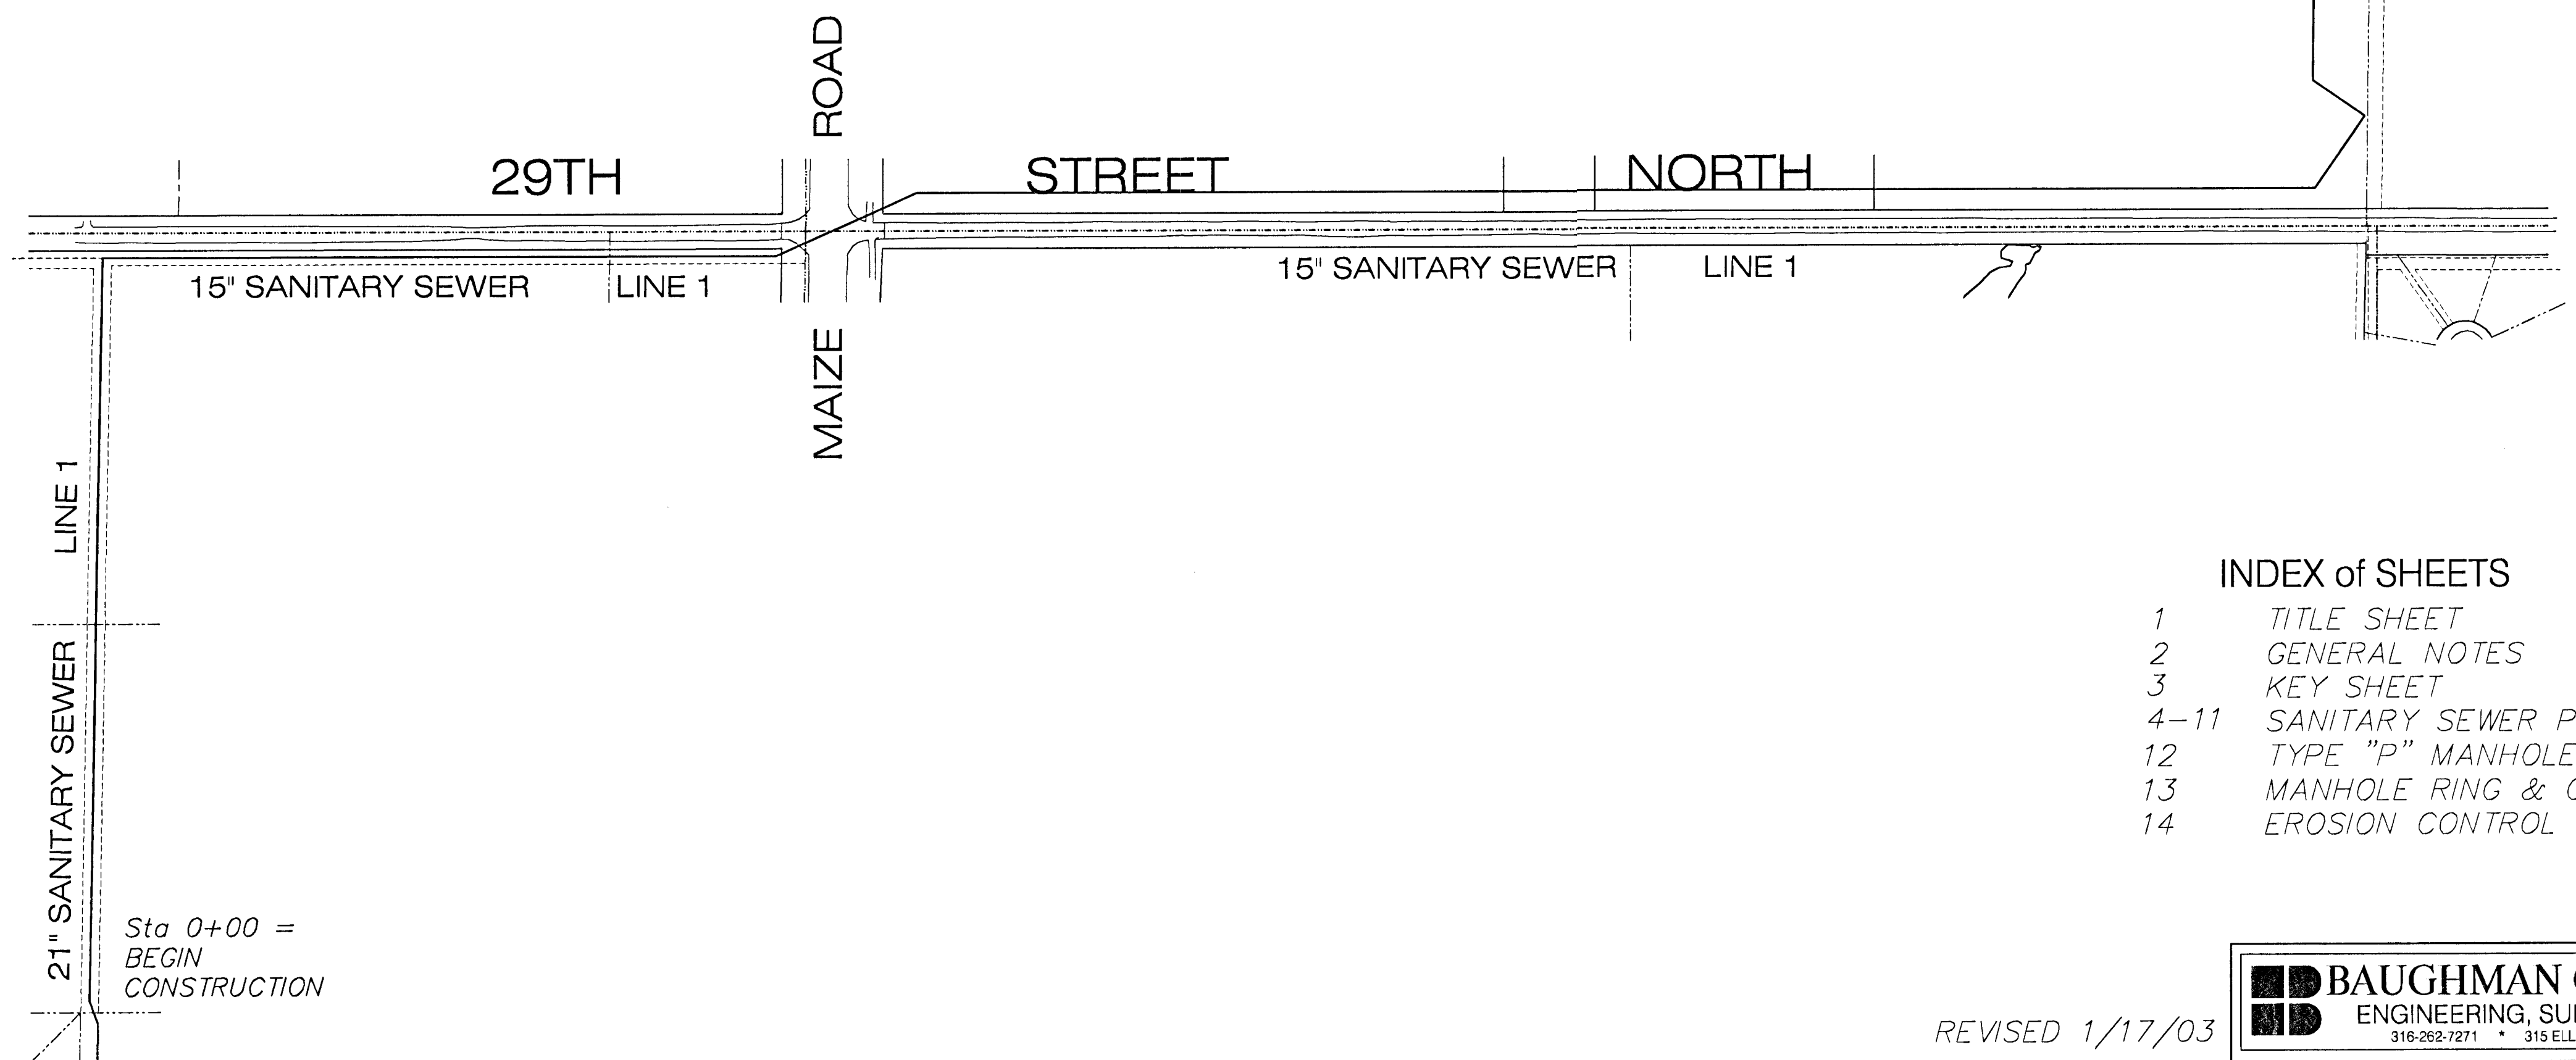 MAIZE ROAD
29TH STREET NORTH
15" SANITARY SEWER LINE 1
15" SANITARY SEWER LINE 1
21" SANITARY SEWER LINE 1
Sta 0+00 =
BEGIN
CONSTRUCTION
INDEX of SHEETS
1 TITLE SHEET
2 GENERAL NOTES
3 KEY SHEET
4-11 SANITARY SEWER
12 TYPE "P" MANHOLE
13 MANHOLE RING &
14 EROSION CONTROL
REVISED 1/17/03
BAUGHMAN
ENGINEERING,
316-262-7271 * 315